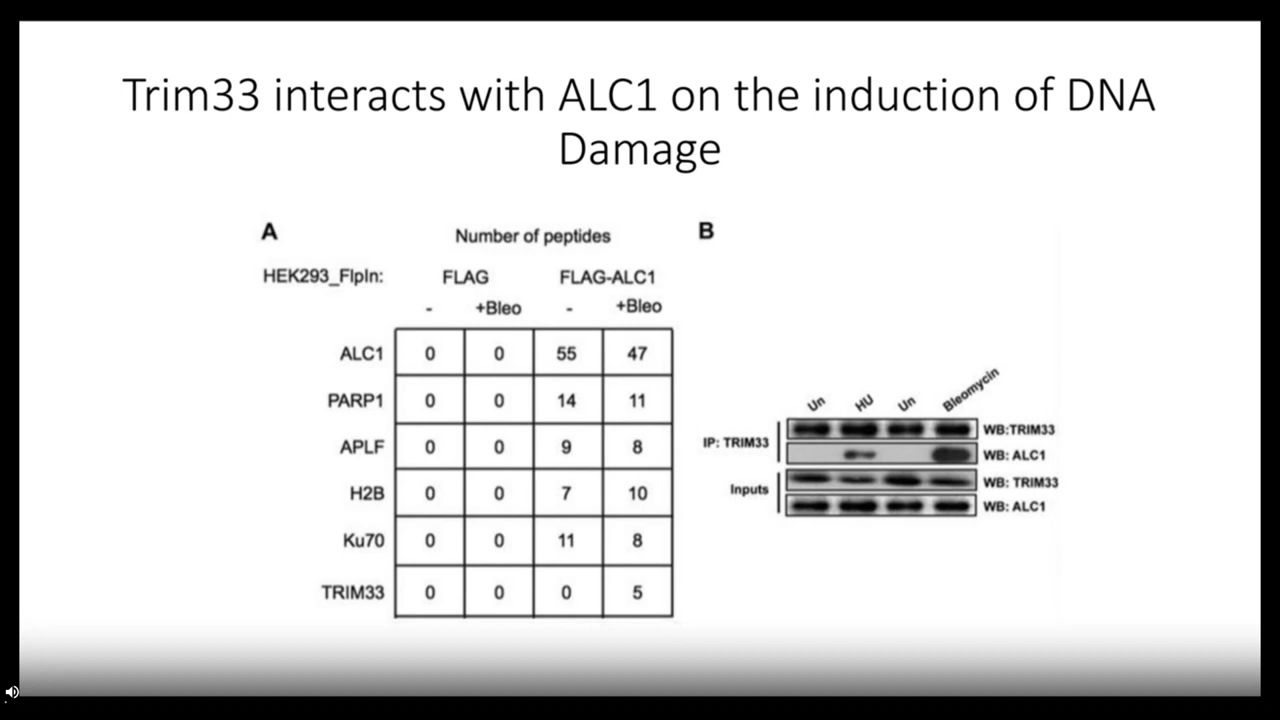 Trim33 interacts with ALC1 on the induction of DNA
Damage
A
Number of peptides
HEK293_FlpIn: FLAG FLAG-ALC1
- +Bleo - +Bleo
ALC1 0 0 55 47
PARP1 0 0 14 11
APLF 0 0 9 8
H2B 0 0 7 10
Ku70 0 0 11 8
TRIM33 0 0 0 5
B
Un HU Un Bleomycin
IP: TRIM33
WB:TRIM33
WB: ALC1
Inputs
WB: TRIM33
WB: ALC1